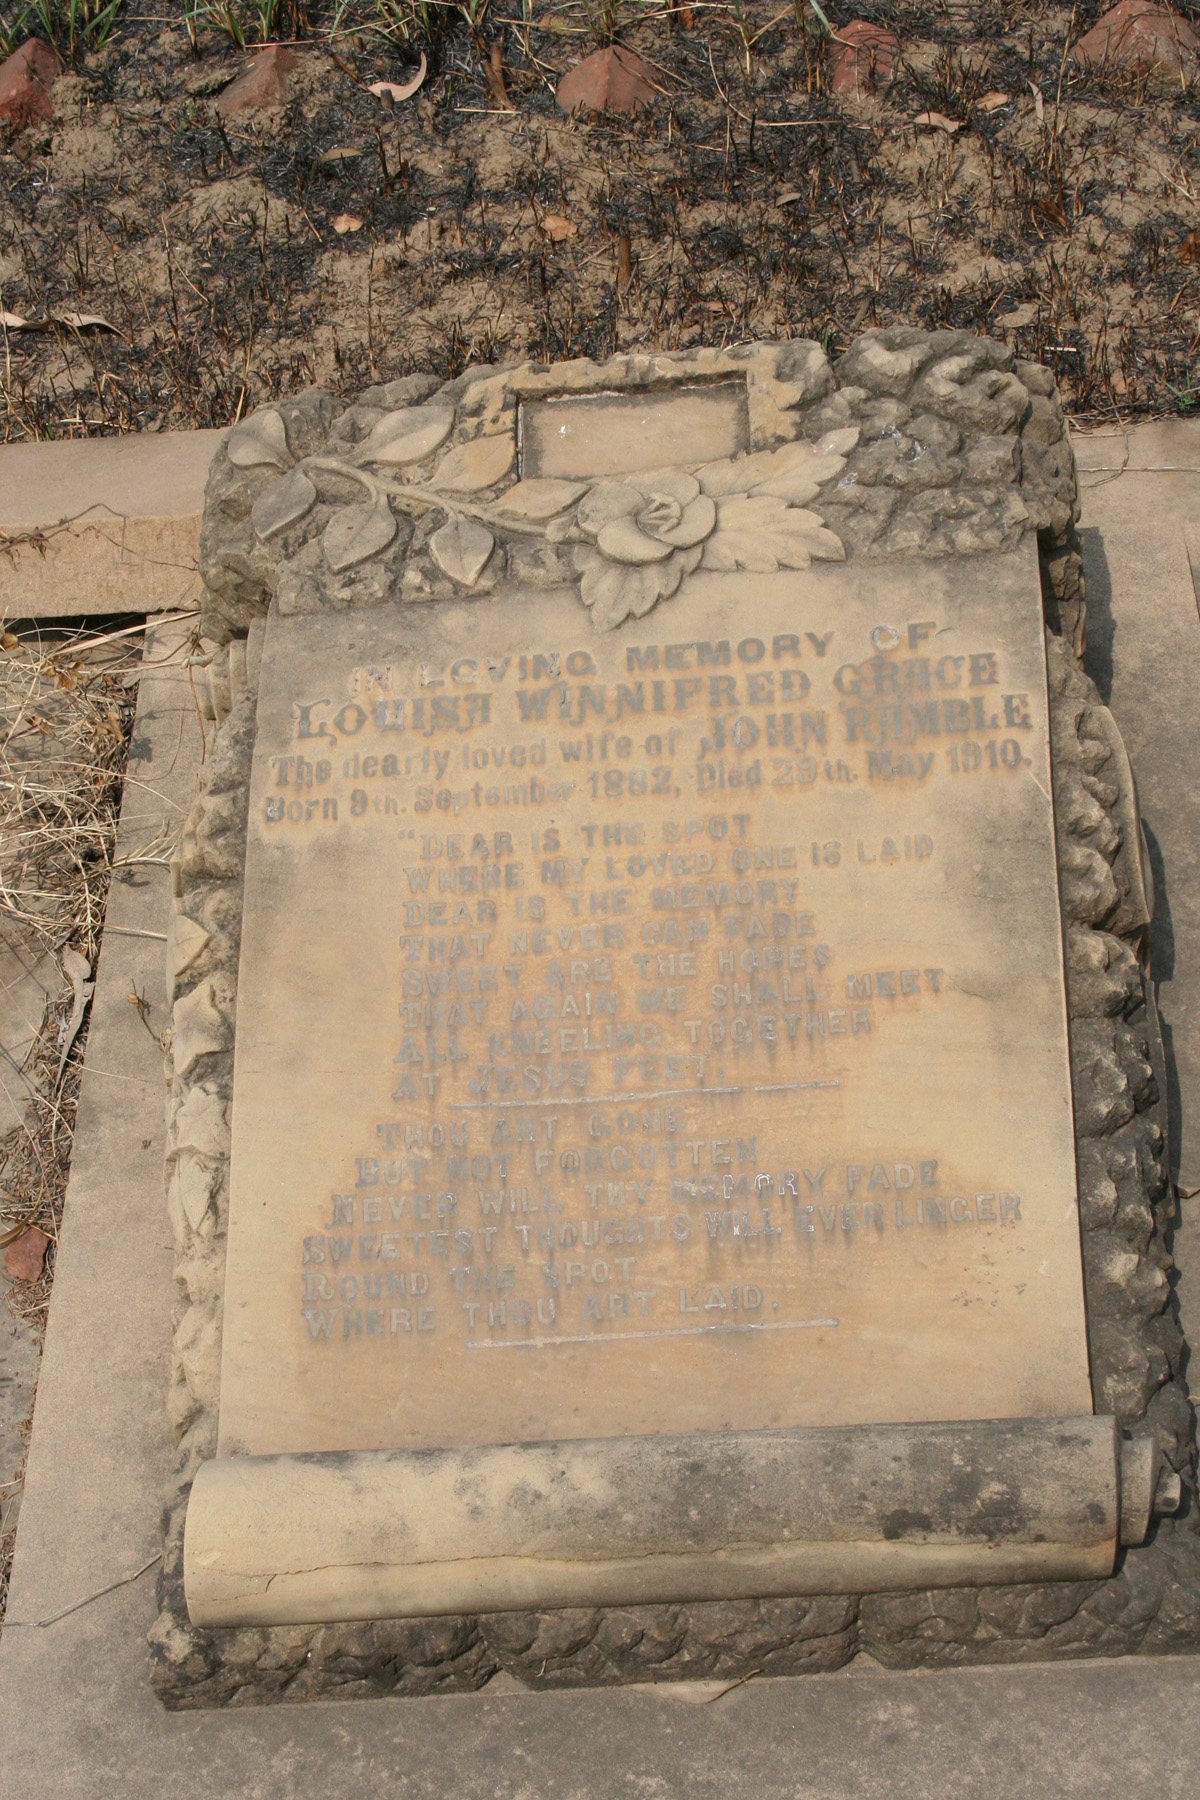 IN LOVING MEMORY OF
LOUISA WINNIFRED GRACE
The dearly loved wife of JOHN RAMBLE
Born 9th. September 1882, Died 29th. May 1910.
"DEAR IS THE SPOT
WHERE MY LOVED ONE IS LAID
DEAR IS THE MEMORY
THAT NEVER CAN FADE
SWEET ARE THE HOPES
THAT AGAIN WE SHALL MEET
ALL KNEELING TOGETHER
AT JESUS FEET.
THOU ART GONE
BUT NOT FORGOTTEN
NEVER WILL THY MEMORY FADE
SWEETEST THOUGHTS WILL EVER LINGER
ROUND THE SPOT
WHERE THOU ART LAID.